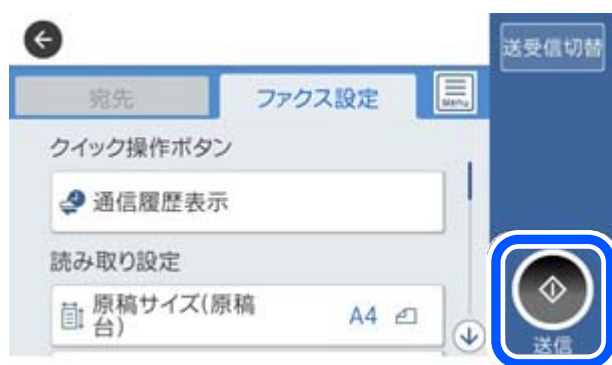 送受信切替
宛先
ファクス設定
Menu
クイック操作ボタン
通信履歴表示
読み取り設定
原稿サイズ(原稿
台)
A4
送信